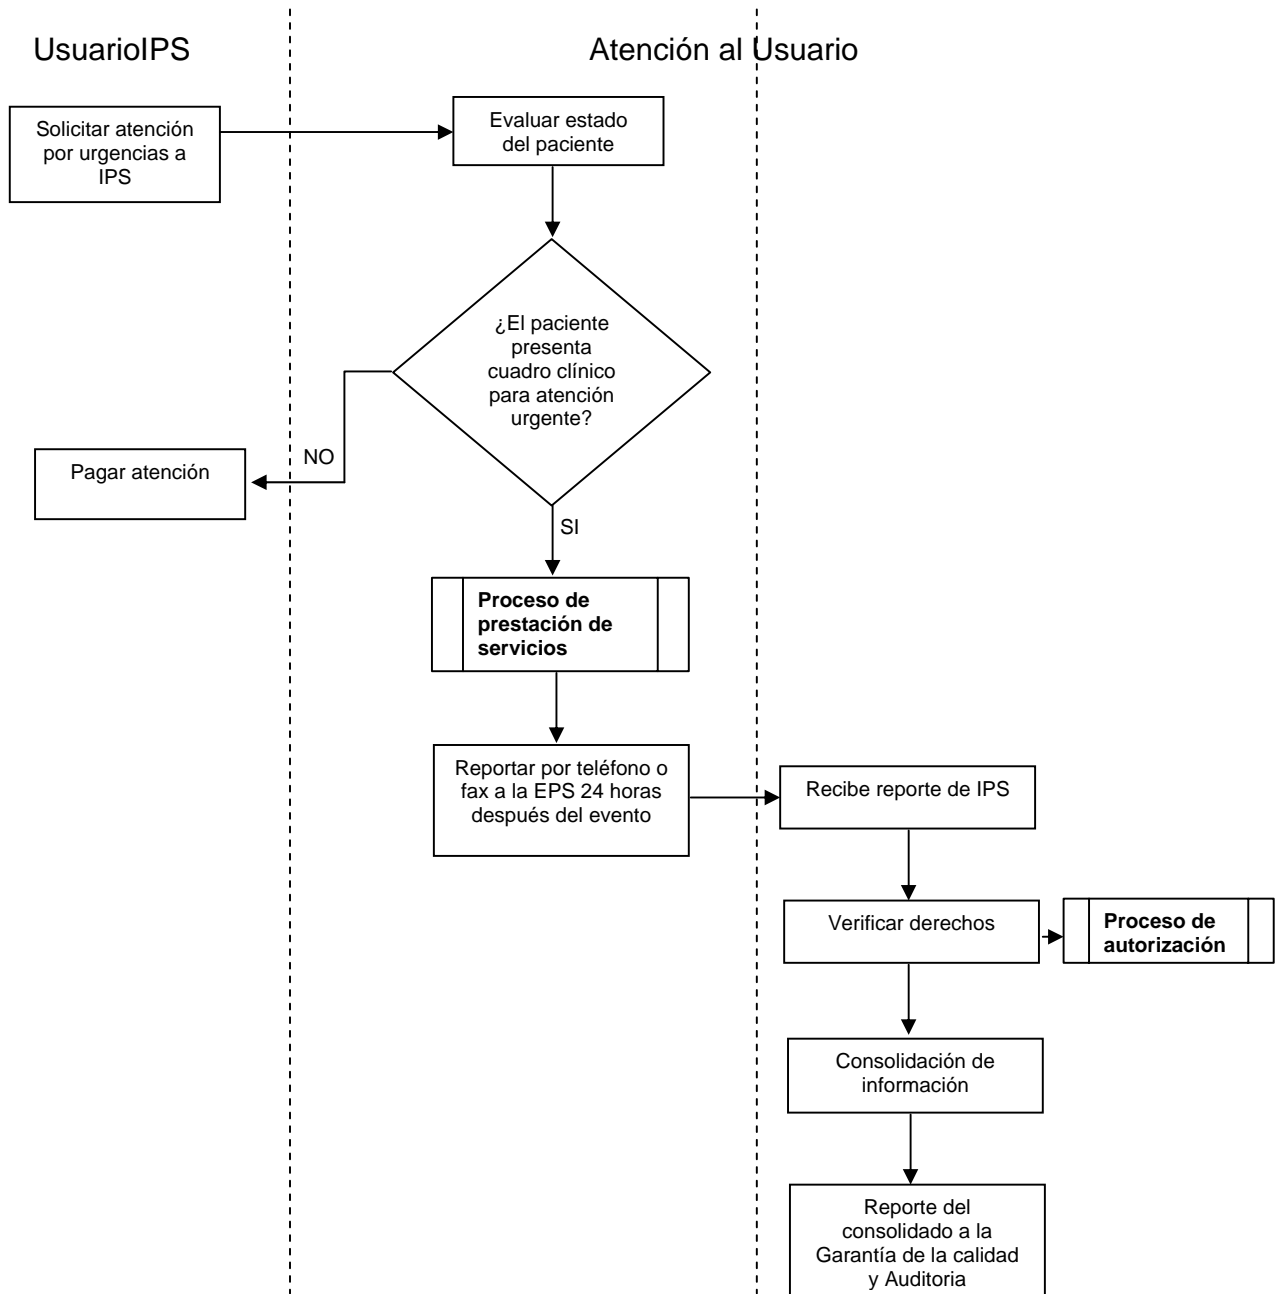 UsuarioIPS
Atención al Usuario
Solicitar atención
por urgencias a
IPS
Evaluar estado
del paciente
¿El paciente
presenta
cuadro clínico
para atención
urgente?
NO
Pagar atención
SI
Proceso de
prestación de
servicios
Reportar por teléfono o
fax a la EPS 24 horas
después del evento
Recibe reporte de IPS
Verificar derechos
Proceso de
autorización
Consolidación de
información
Reporte del
consolidado a la
Garantía de la calidad
y Auditoria